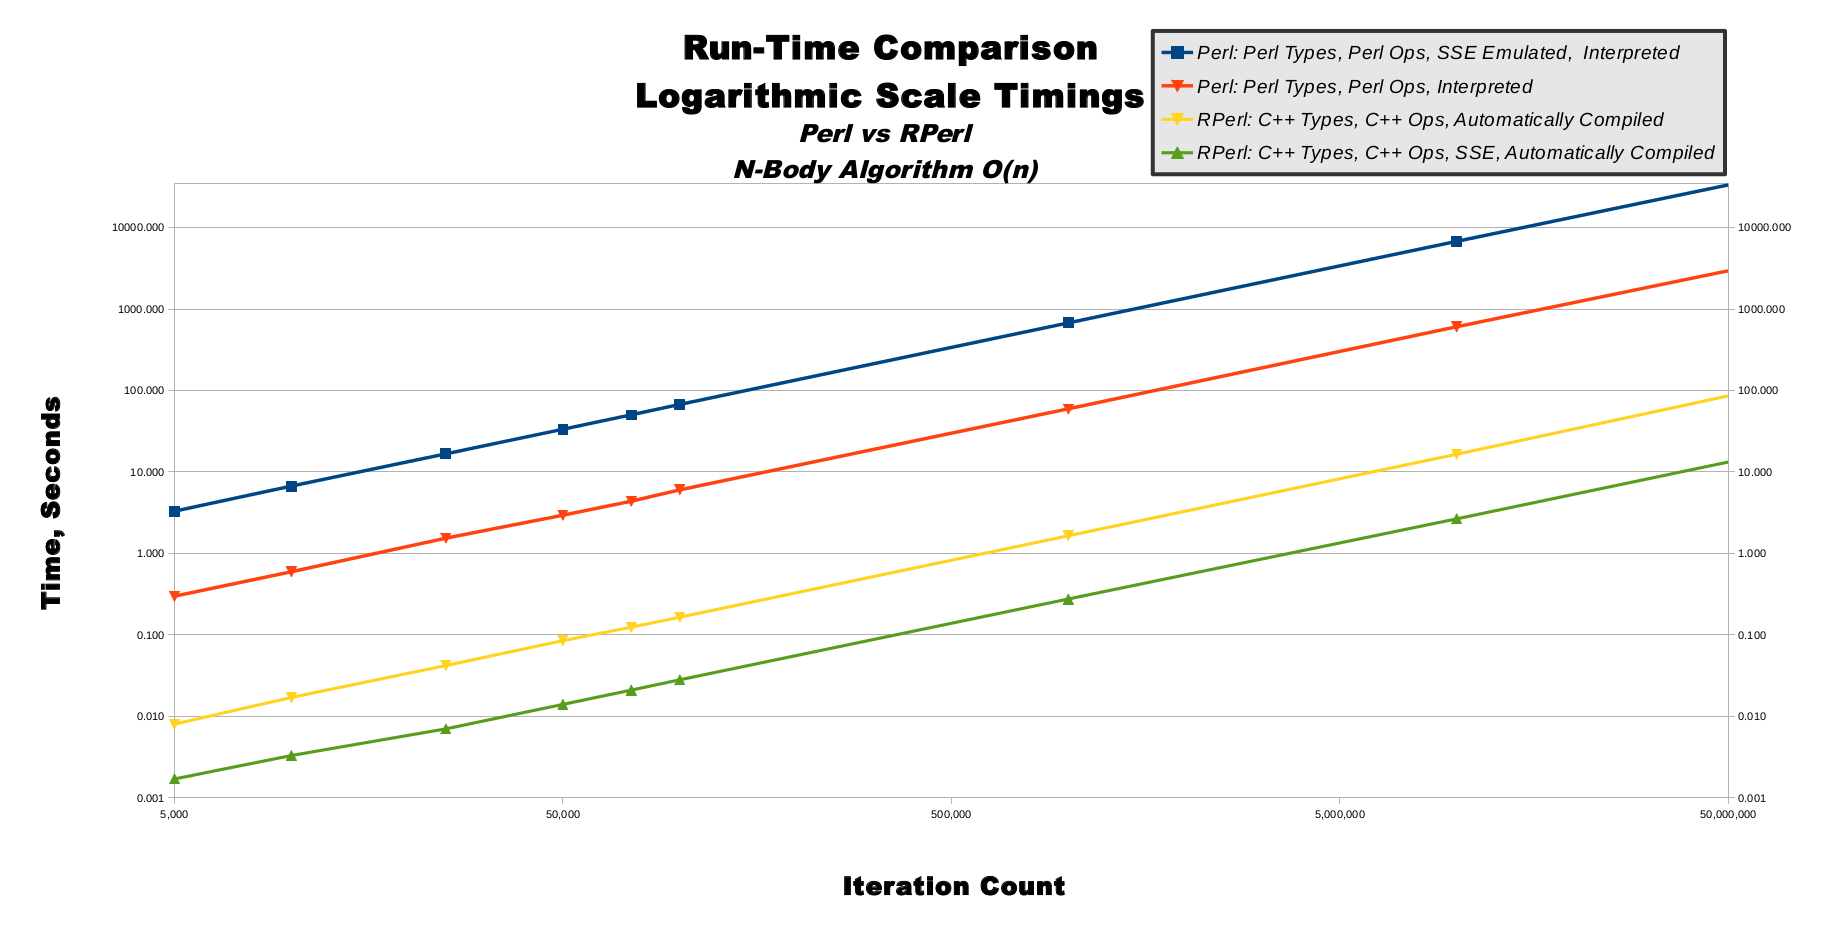 Run-Time Comparison
Logarithmic Scale Timings
Perl vs RPerl
N-Body Algorithm O(n)
Perl: Perl Types, Perl Ops, SSE Emulated,  Interpreted
Perl: Perl Types, Perl Ops, Interpreted
RPerl: C++ Types, C++ Ops, Automatically Compiled
RPerl: C++ Types, C++ Ops, SSE, Automatically Compiled
Time, Seconds
10000.000
1000.000
100.000
10.000
1.000
0.100
0.010
0.001
10000.000
1000.000
100.000
10.000
1.000
0.100
0.010
0.001
5,000 50,000 500,000 5,000,000 50,000,000
Iteration Count